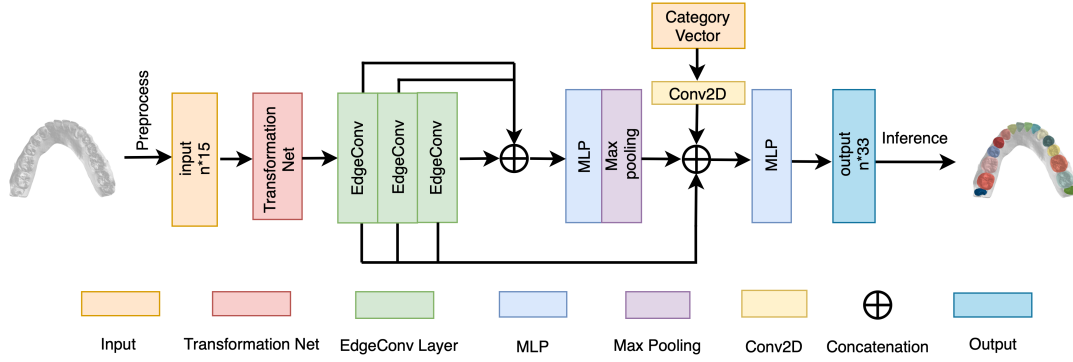 Category
Vector
Conv2D
Preprocess
input
n*15
Transformation
Net
EdgeConv
EdgeConv
EdgeConv
MLP
Max
pooling
MLP
output
n*33
Inference
Input
Transformation Net
EdgeConv Layer
MLP
Max Pooling
Conv2D
Concatenation
Output